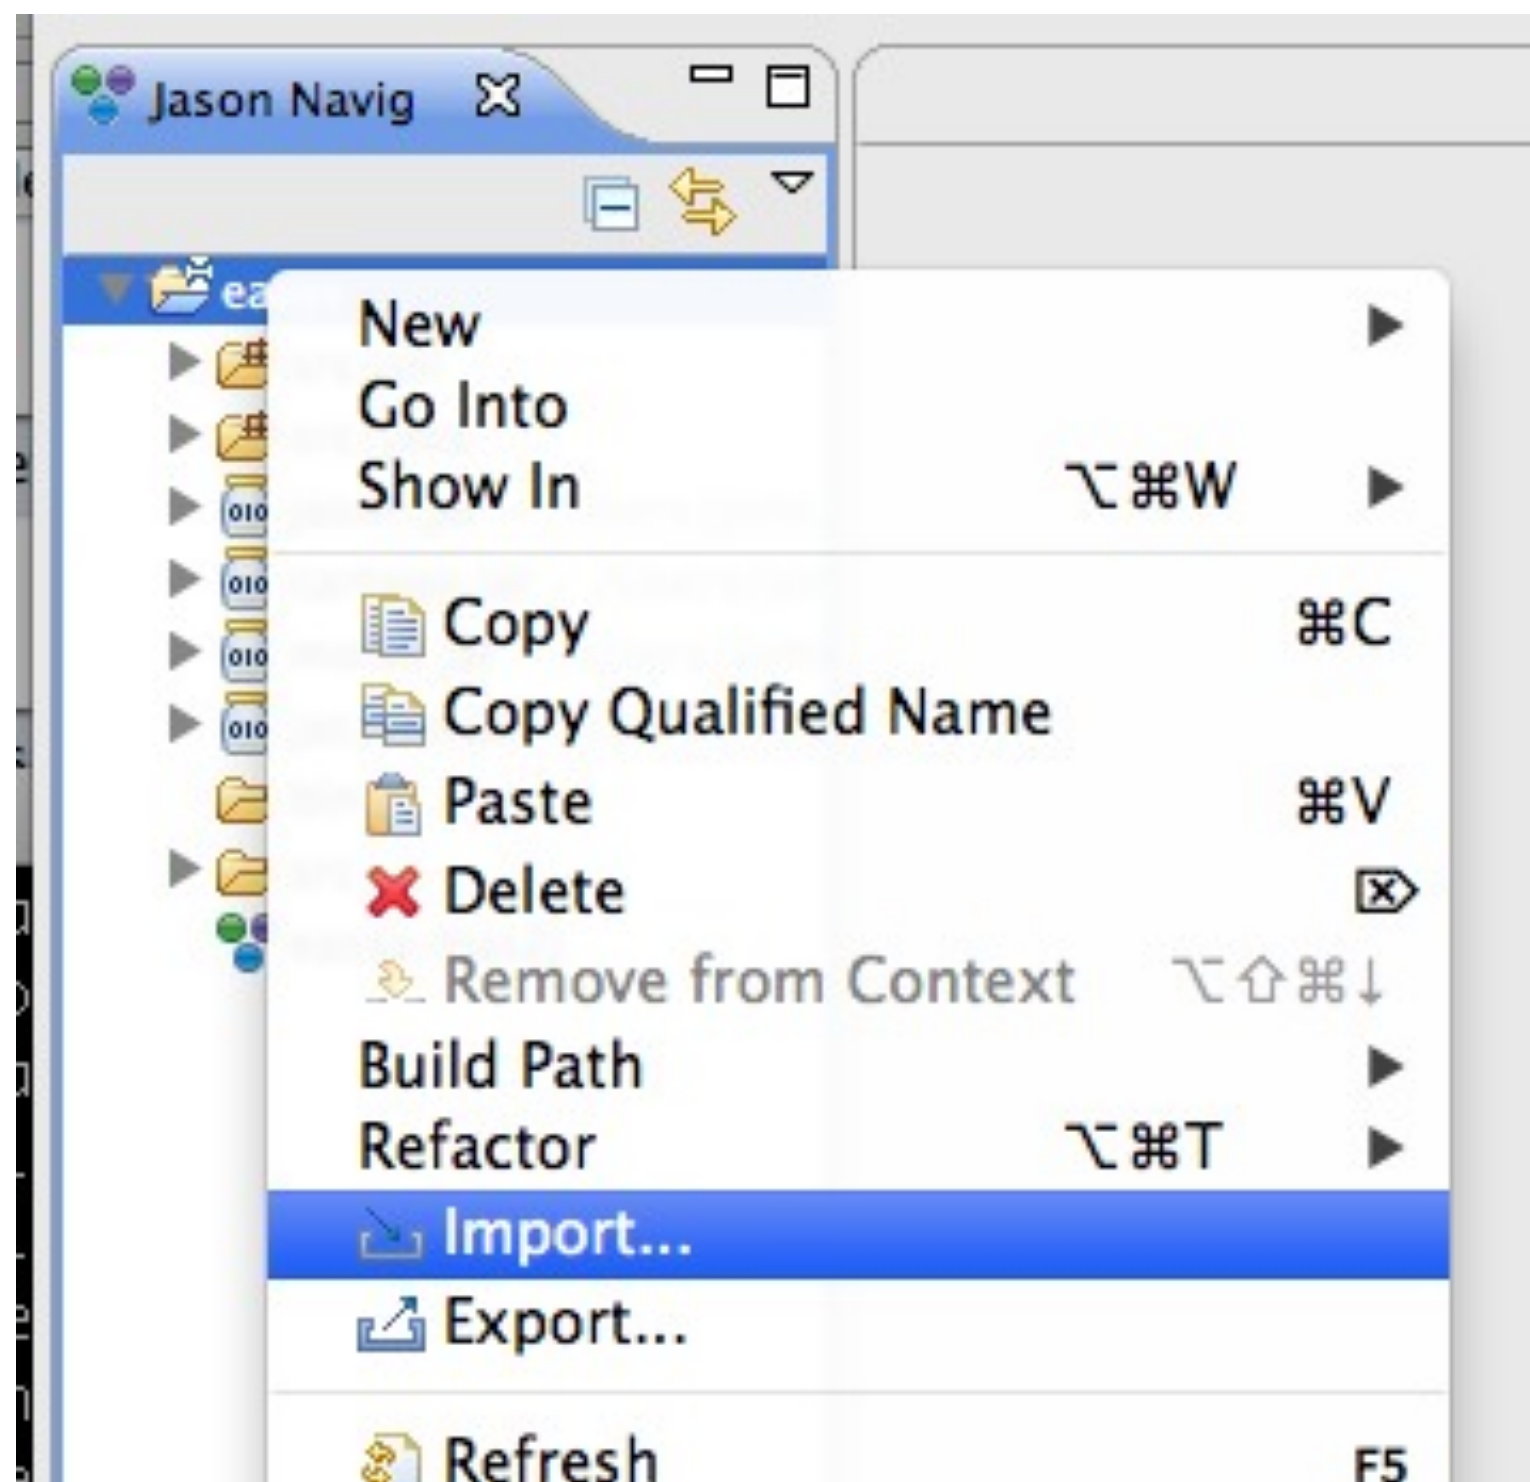 Jason Navig
New
Go Into
Show In ⌥⌘W
Copy ⌘C
Copy Qualified Name
Paste ⌘V
Delete ⌦
Remove from Context ⌥⇧⌘↓
Build Path
Refactor ⌥⌘T
Import...
Export...
Refresh F5